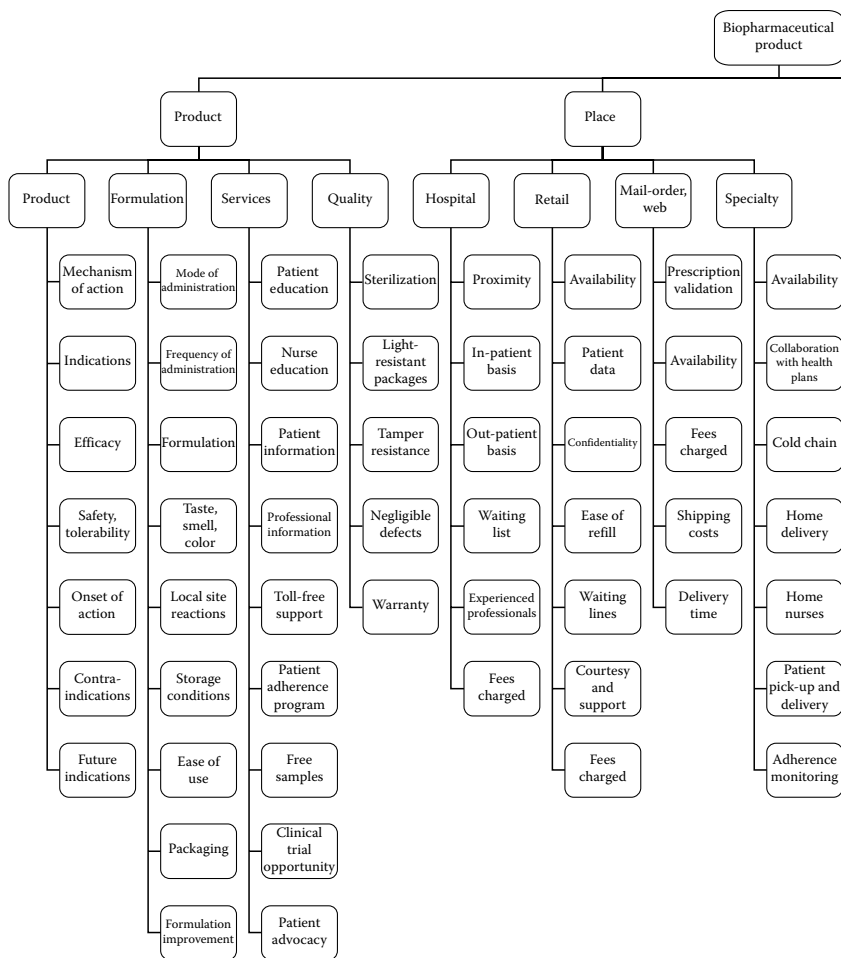 Biopharmaceutical
product
Product
Place
Product
Formulation
Services
Quality
Hospital
Retail
Mail-order,
web
Specialty
Mechanism
of action
Indications
Efficacy
Safety,
tolerability
Onset of
action
Contra-
indications
Future
indications
Mode of
administration
Frequency of
administration
Formulation
Taste,
smell,
color
Local site
reactions
Storage
conditions
Ease of
use
Packaging
Formulation
improvement
Patient
education
Nurse
education
Patient
information
Professional
information
Toll-free
support
Patient
adherence
program
Free
samples
Clinical
trial
opportunity
Patient
advocacy
Sterilization
Light-
resistant
packages
Tamper
resistance
Negligible
defects
Warranty
Proximity
In-patient
basis
Out-patient
basis
Waiting
list
Experienced
professionals
Fees
charged
Availability
Patient
data
Confidentiality
Ease of
refill
Waiting
lines
Courtesy
and
support
Fees
charged
Prescription
validation
Availability
Fees
charged
Shipping
costs
Delivery
time
Availability
Collaboration
with health
plans
Cold chain
Home
delivery
Home
nurses
Patient
pick-up and
delivery
Adherence
monitoring